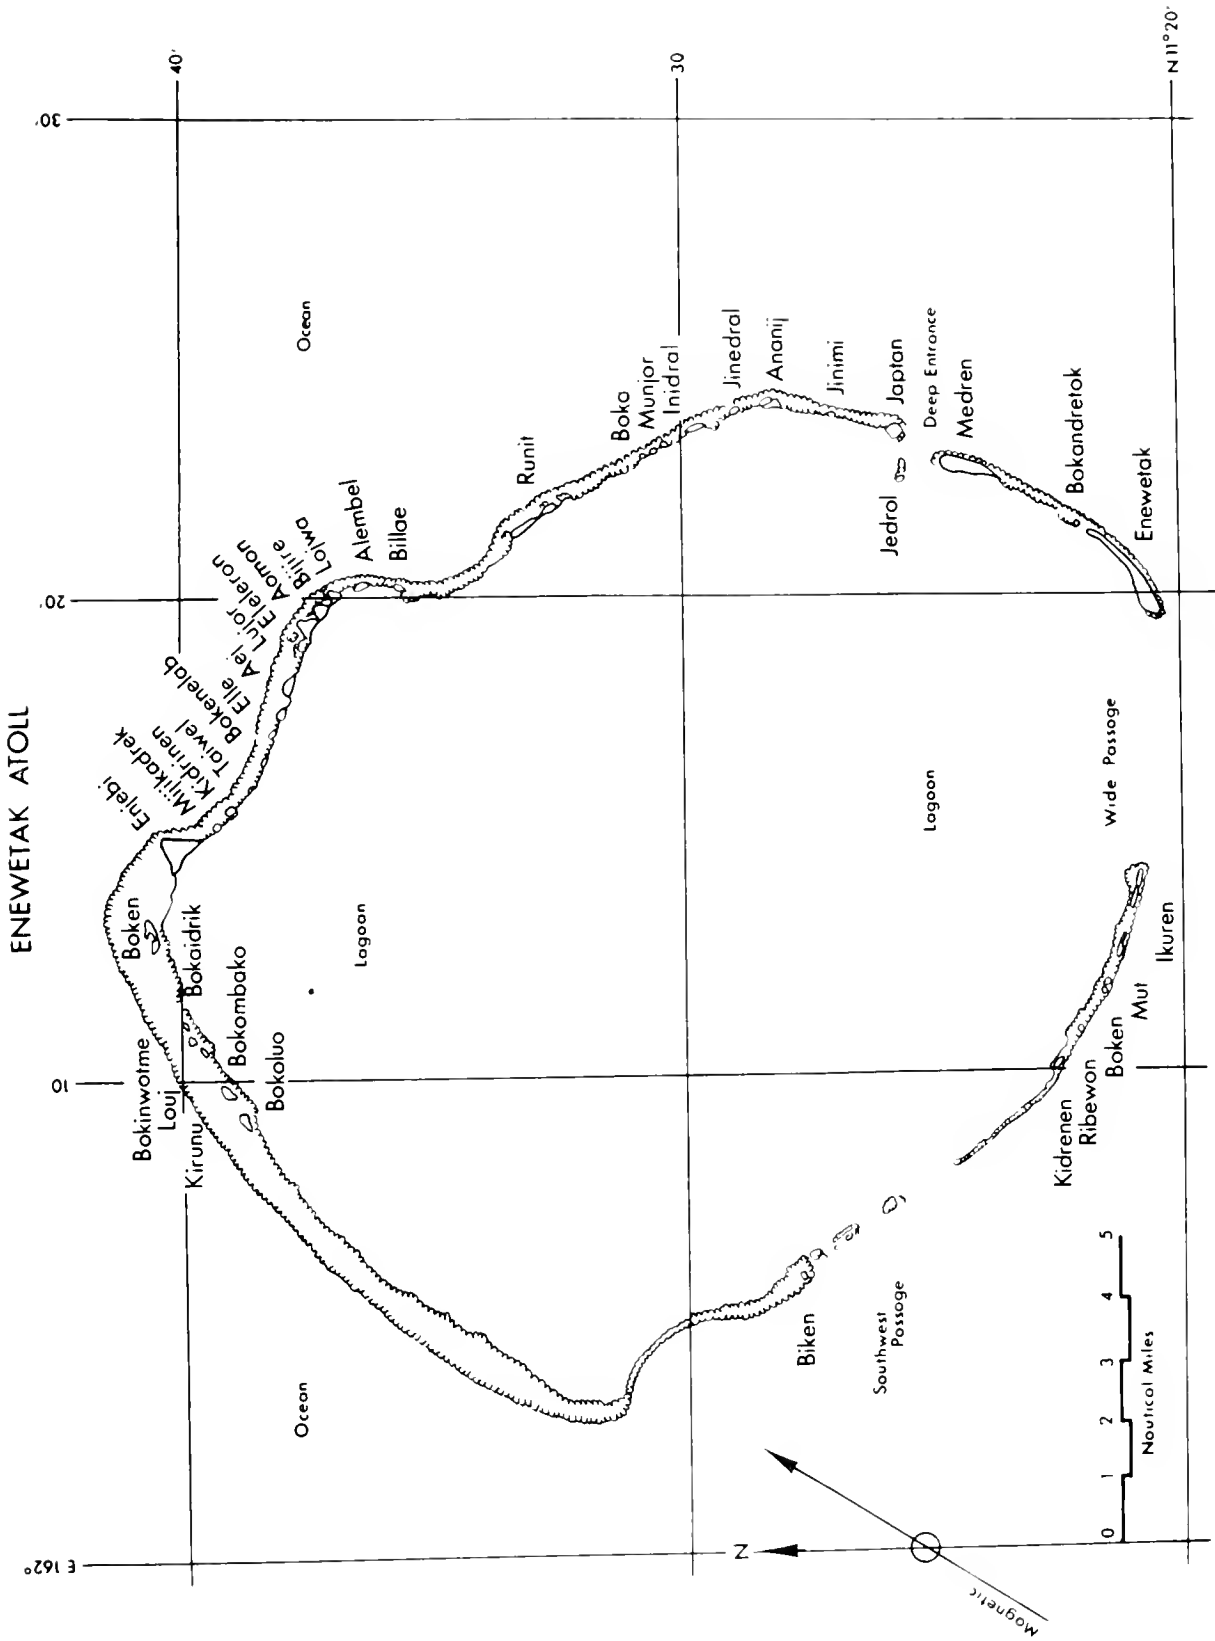 ENEWETAK ATOLL
E 162°
10
20'
30'
40'
30
N 11° 20'
Ocean
Enjebi
Mijikadrek
Kidrinen
Taiwel
Bokenelab
Elle
Aej
Lujor
Eleleron
Aomon
Bijire
Lojwa
Alembel
Billae
Runit
Boka
Munjor
Inidral
Jinedral
Ananij
Jinimi
Japtan
Jedrol
Deep Entrance
Medren
Bokandretok
Enewetak
Boken
Bokaidrik
Bokombako
Bokoluo
Bokinwotme
Louj
Kirunu
Lagoon
Lagoon
Wide Passage
Ikuren
Mut
Boken
Ribewon
Kidrenen
Southwest
Passage
Biken
Ocean
N
Magnetic
0 1 2 3 4 5
Nautical Miles